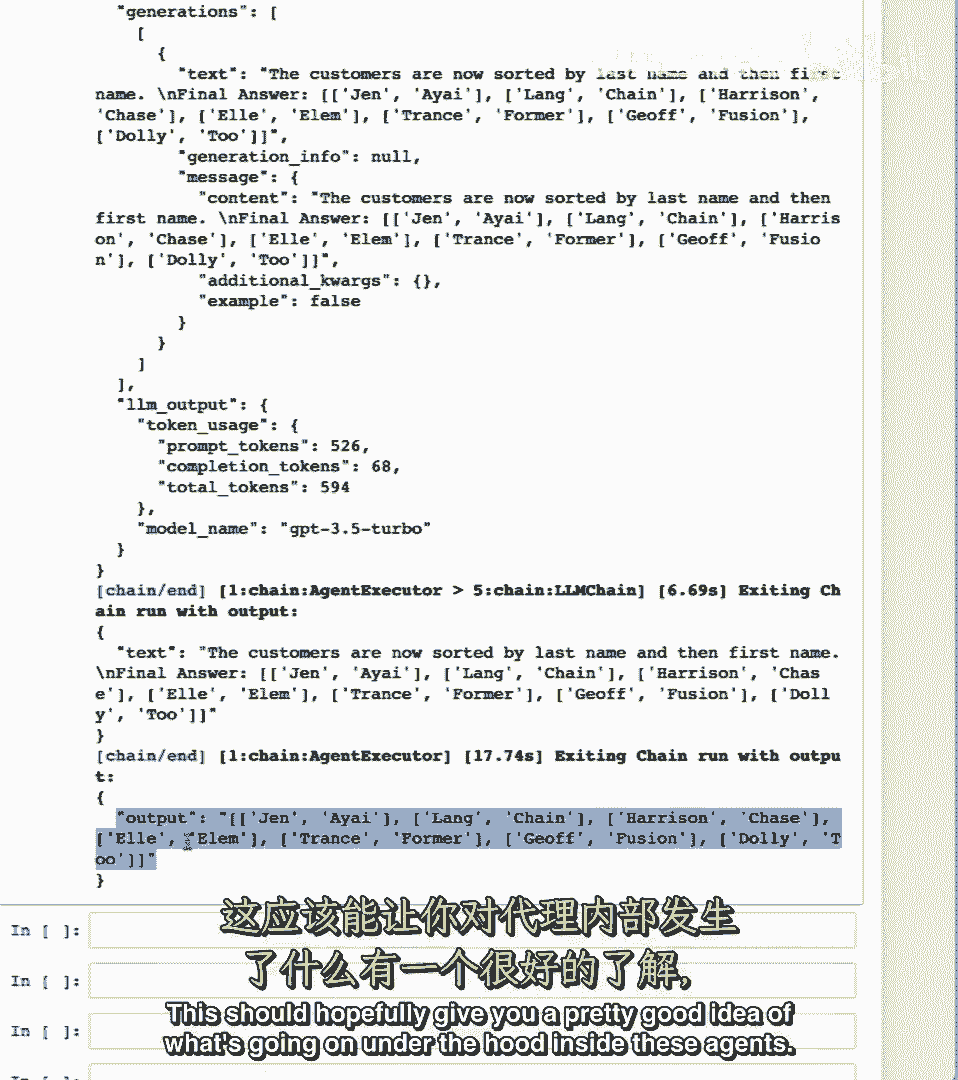 "generations": [
[
{
"text": "The customers are now sorted by last name and then first
name. \nFinal Answer: [['Jen', 'Ayai'], ['Lang', 'Chain'], ['Harrison',
'Chase'], ['Elle', 'Elem'], ['Trance', 'Former'], ['Geoff', 'Fusion'],
['Dolly', 'Too']]",
"generation_info": null,
"message": {
"content": "The customers are now sorted by last name and then
first name. \nFinal Answer: [['Jen', 'Ayai'], ['Lang', 'Chain'], ['Harris
on', 'Chase'], ['Elle', 'Elem'], ['Trance', 'Former'], ['Geoff', 'Fusio
n'], ['Dolly', 'Too']]",
"additional_kwargs": {},
"example": false
}
}
]
],
"llm_output": {
"token_usage": {
"prompt_tokens": 526,
"completion_tokens": 68,
"total_tokens": 594
},
"model_name": "gpt-3.5-turbo"
}
}
[chain/end] [1:chain:AgentExecutor > 5:chain:LLMChain] [6.69s] Exiting Ch
ain run with output:
{
"text": "The customers are now sorted by last name and then first name.
\nFinal Answer: [['Jen', 'Ayai'], ['Lang', 'Chain'], ['Harrison', 'Chas
e'], ['Elle', 'Elem'], ['Trance', 'Former'], ['Geoff', 'Fusion'], ['Doll
y', 'Too']]"
}
[chain/end] [1:chain:AgentExecutor] [17.74s] Exiting Chain run with outpu
t:
{
"output": "[['Jen', 'Ayai'], ['Lang', 'Chain'], ['Harrison', 'Chase'],
['Elle', 'Elem'], ['Trance', 'Former'], ['Geoff', 'Fusion'], ['Dolly', 'T
oo']]"
}
In [ ]:
In [ ]:
In [ ]:
这应该能让你对代理内部发生
了什么有一个很好的了解,
This should hopefully give you a pretty good idea of
what's going on under the hood inside these agents.